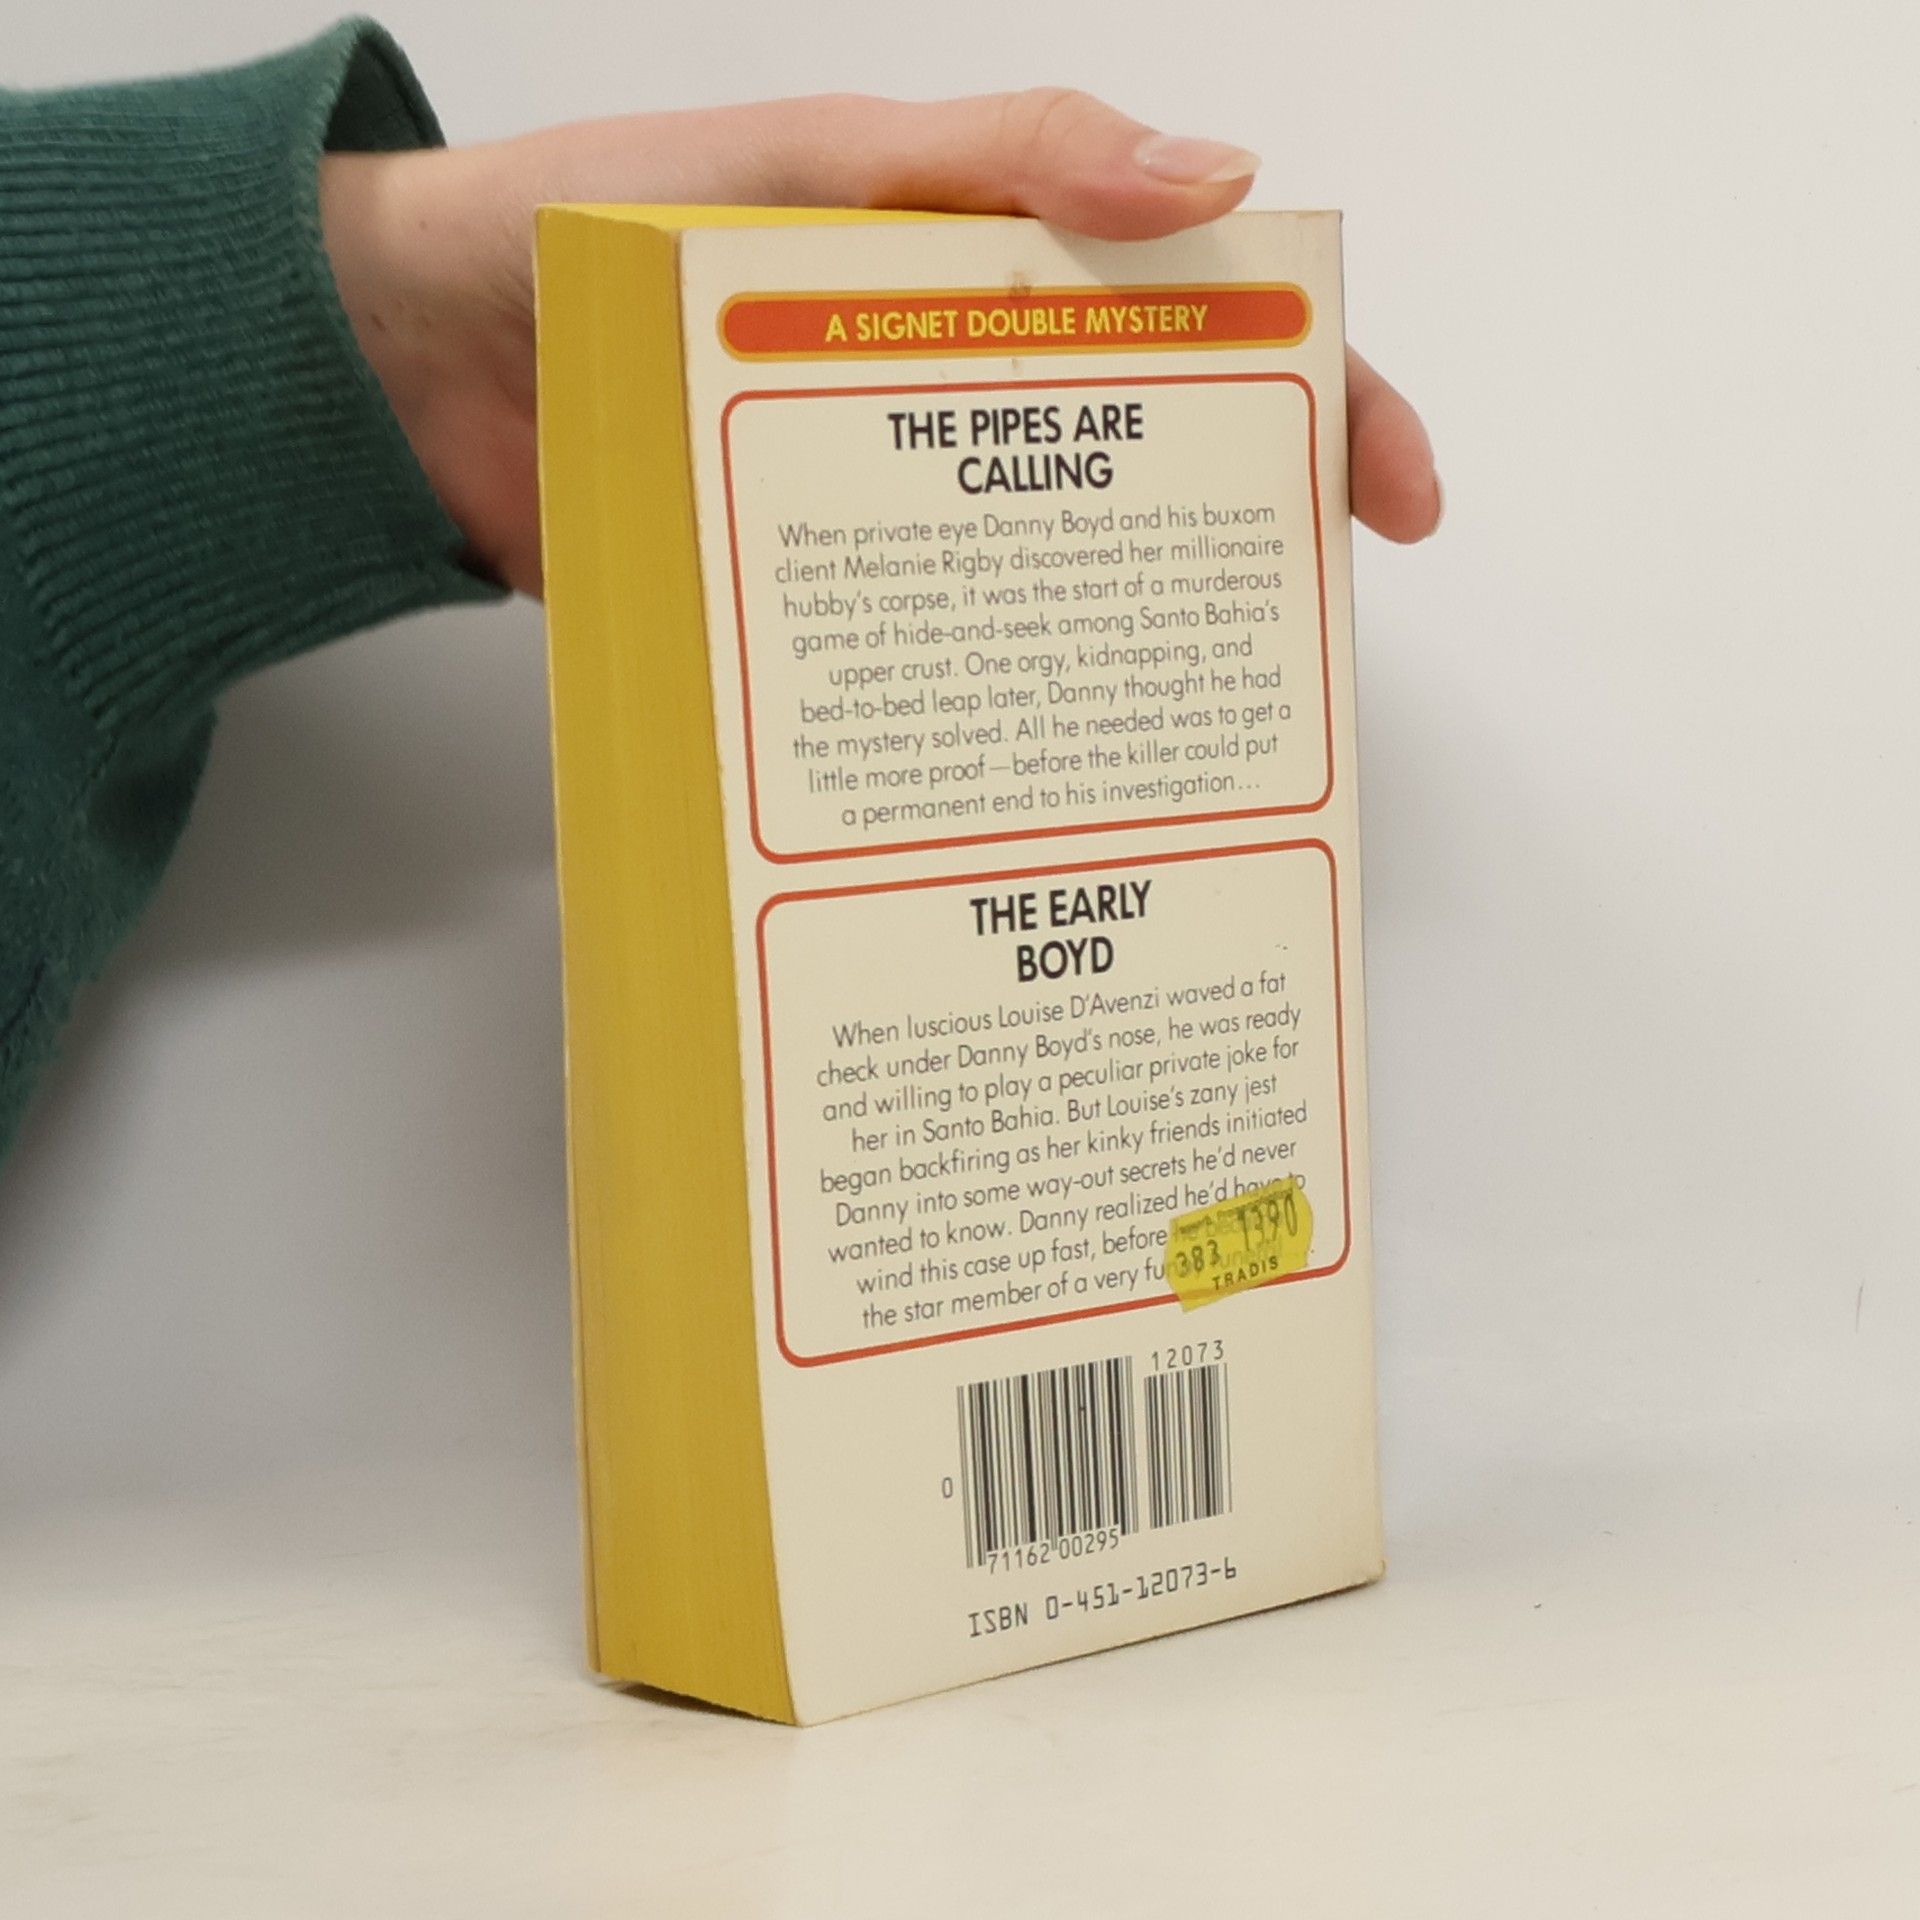 A SIGNET DOUBLE MYSTERY
THE PIPES ARE
CALLING
When private eye Danny Boyd and his buxom
client Melanie Rigby discovered her millionaire
hubby's corpse, it was the start of a murderous
game of hide-and-seek among Santo Bahia's
upper crust. One orgy, kidnapping, and
bed-to-bed leap later, Danny thought he had
the mystery solved. All he needed was to get a
little more proof—before the killer could put
a permanent end to his investigation...
THE EARLY
BOYD
When luscious Louise D'Avenzi waved a fat
check under Danny Boyd's nose, he was ready
and willing to play a peculiar private joke for
her in Santo Bahia. But Louise's zany jest
began backfiring as her kinky friends initiated
Danny into some way-out secrets he'd never
wanted to know. Danny realized he'd have to
wind this case up fast, before
the star member of a very
383 1390
TRADIS
12073
0
71162 00295
ISBN 0-451-12073-6